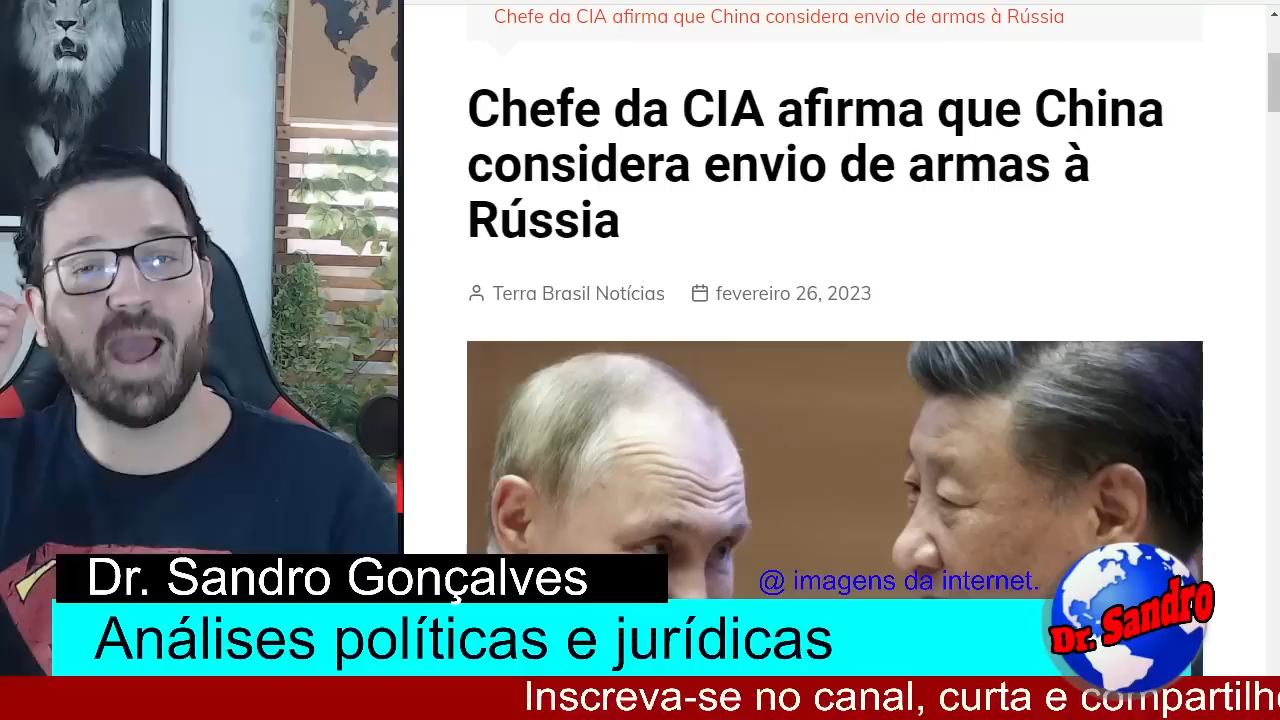 Chefe da CIA afirma que China considera envio de armas à Rússia
Chefe da CIA afirma que China
considera envio de armas à
Rússia
Terra Brasil Notícias fevereiro 26, 2023
@ imagens da internet.
Dr. Sandro Gonçalves
Análises políticas e jurídicas
Dr. Sandro
Inscreva-se no canal, curta e compartilh